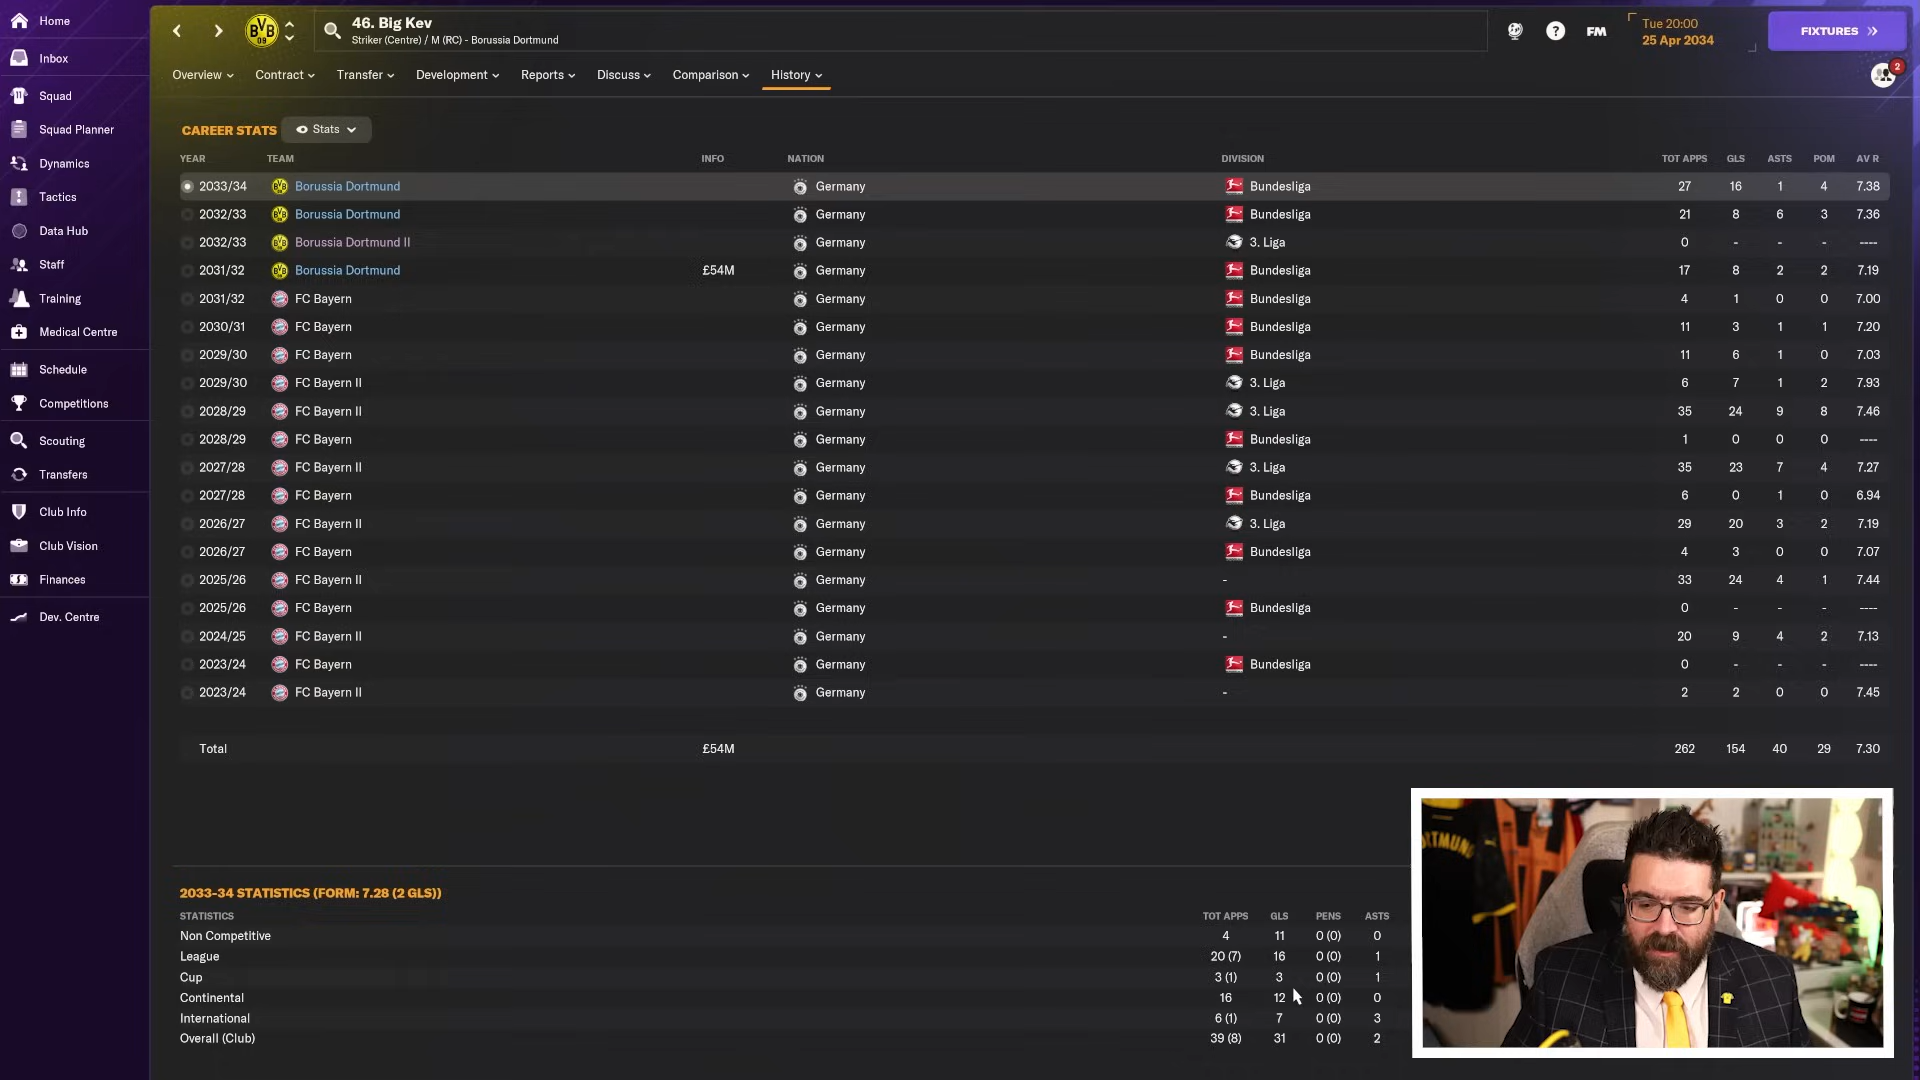 Home
Inbox
Squad
Squad Planner
Dynamics
Tactics
Data Hub
Staff
Training
Medical Centre
Schedule
Competitions
Scouting
Transfers
Club Info
Club Vision
Finances
Dev. Centre
BVB 09
46. Big Kev
Striker (Centre) / M (RC) - Borussia Dortmund
? FM
Tue 20:00
25 Apr 2034
FIXTURES
Overview Contract Transfer Development Reports Discuss Comparison History
2
CAREER STATS Stats
YEAR TEAM INFO NATION DIVISION TOT APPS GLS ASTS POM AV R
2033/34 Borussia Dortmund Germany Bundesliga 27 16 1 4 7.38
2032/33 Borussia Dortmund Germany Bundesliga 21 8 6 3 7.36
2032/33 Borussia Dortmund II Germany 3. Liga 0 - - - ----
2031/32 Borussia Dortmund £54M Germany Bundesliga 17 8 2 2 7.19
2031/32 FC Bayern Germany Bundesliga 4 1 0 0 7.00
2030/31 FC Bayern Germany Bundesliga 11 3 1 1 7.20
2029/30 FC Bayern Germany Bundesliga 11 6 1 0 7.03
2029/30 FC Bayern II Germany 3. Liga 6 7 1 2 7.93
2028/29 FC Bayern II Germany 3. Liga 35 24 9 8 7.46
2028/29 FC Bayern Germany Bundesliga 1 0 0 0 ----
2027/28 FC Bayern II Germany 3. Liga 35 23 7 4 7.27
2027/28 FC Bayern Germany Bundesliga 6 0 1 0 6.94
2026/27 FC Bayern II Germany 3. Liga 29 20 3 2 7.19
2026/27 FC Bayern Germany Bundesliga 4 3 0 0 7.07
2025/26 FC Bayern II Germany - 33 24 4 1 7.44
2025/26 FC Bayern Germany Bundesliga 0 - - - ----
2024/25 FC Bayern II Germany - 20 9 4 2 7.13
2023/24 FC Bayern Germany Bundesliga 0 - - - ----
2023/24 FC Bayern II Germany - 2 2 0 0 7.45
Total £54M 262 154 40 29 7.30
2033-34 STATISTICS (FORM: 7.28 (2 GLS))
STATISTICS TOT APPS GLS PENS ASTS
Non Competitive 4 11 0 (0) 0
League 20 (7) 16 0 (0) 1
Cup 3 (1) 3 0 (0) 1
Continental 16 12 0 (0) 0
International 6 (1) 7 0 (0) 3
Overall (Club) 39 (8) 31 0 (0) 2